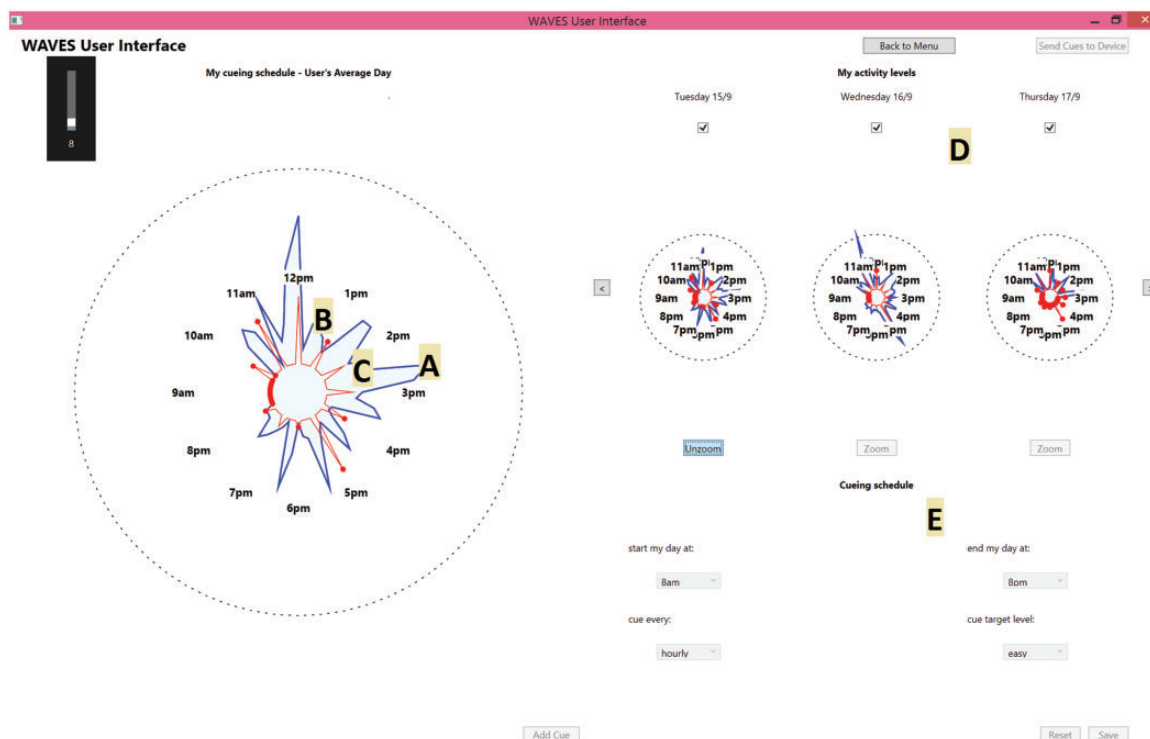 WAVES User Interface
WAVES User Interface
Back to Menu
Send Cues to Device
My cueing schedule - User's Average Day
8
12pm
1pm
2pm
3pm
4pm
5pm
6pm
7pm
8pm
9am
10am
11am
A
B
C
My activity levels
Tuesday 15/9
Wednesday 16/9
Thursday 17/9
D
11am 1pm
10am 2pm
9am 3pm
8pm 4pm
7pm
11am 1pm
10am 2pm
9am 3pm
8pm 4pm
7pm
11am 1pm
10am 2pm
9am 3pm
8pm 4pm
7pm
<
Unzoom
Zoom
Zoom
Cueing schedule
E
start my day at:
end my day at:
8am
8pm
cue every:
cue target level:
hourly
easy
Add Cue
Reset
Save